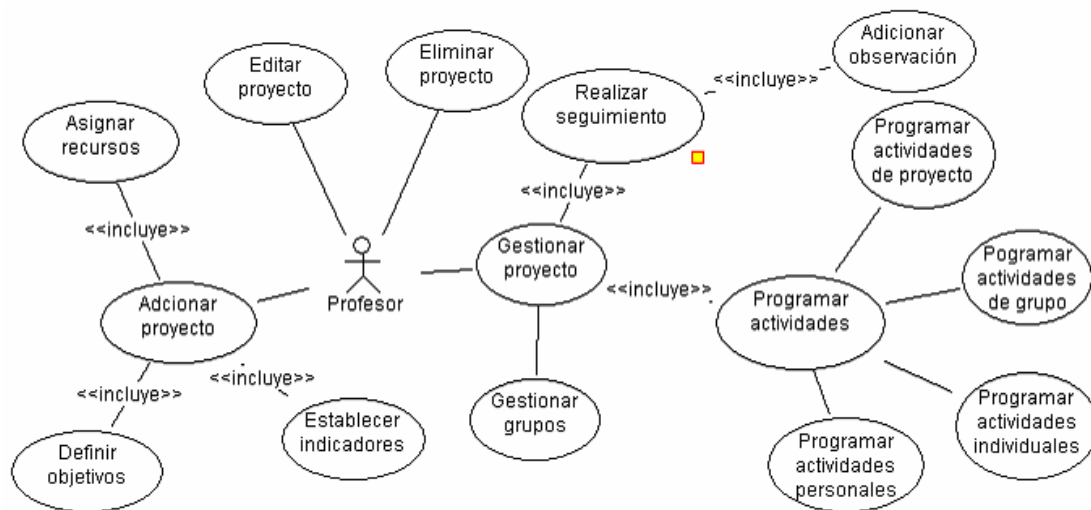 Adicionar
observación
Eliminar
proyecto
Editar
proyecto
<<incluye>>
Realizar
seguimiento
Asignar
recursos
Programar
actividades
de proyecto
<<incluye>>
<<incluye>>
Gestionar
proyecto
Pogramar
actividades
de grupo
Profesor
<<incluye>>
Adcionar
proyecto
Programar
actividades
<<incluye>>
<<incluye>>
Gestionar
grupos
Establecer
indicadores
Programar
actividades
individuales
Definir
objetivos
Programar
actividades
personales